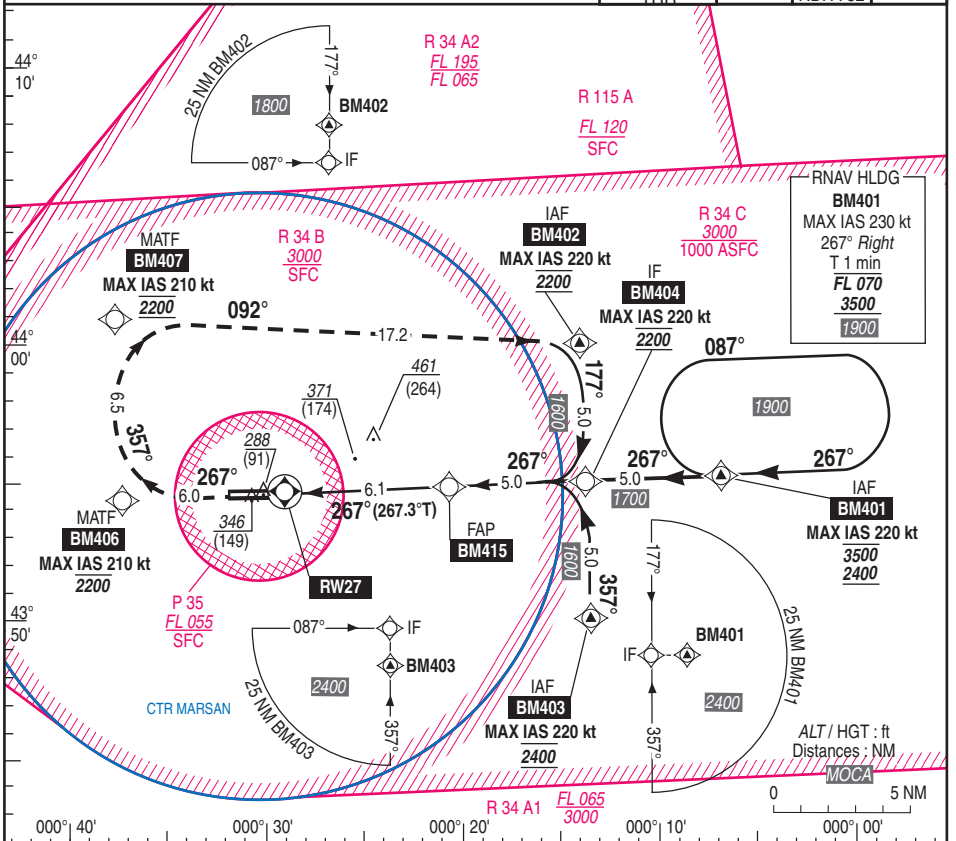 44°
10'
25 NM BM402
1800
177°
BM402
087°
IF
R 34 A2
FL 195
FL 065
R 115 A
FL 120
SFC
RNAV HLDG
BM401
MAX IAS 230 kt
267° Right
T 1 min
FL 070
3500
1900
MATF
BM407
MAX IAS 210 kt
2200
R 34 B
3000
SFC
IAF
BM402
MAX IAS 220 kt
2200
R 34 C
3000
1000 ASFC
IF
BM404
MAX IAS 220 kt
2200
44°
00'
092°
17.2
177°
5.0
1600
087°
1900
6.5
357°
371
(174)
461
(264)
288
(91)
267°
6.0
346
(149)
6.1
267° (267.3°T)
267°
5.0
267°
5.0
1700
267°
MATF
BM406
MAX IAS 210 kt
2200
RW27
FAP
BM415
IAF
BM401
MAX IAS 220 kt
3500
2400
1600
5.0
357°
P 35
FL 055
SFC
43°
50'
087°
IF
BM403
2400
357°
25 NM BM403
CTR MARSAN
IAF
BM403
MAX IAS 220 kt
2400
177°
IF
BM401
2400
357°
25 NM BM401
ALT / HGT : ft
Distances : NM
MOCA
0
5 NM
R 34 A1
FL 065
3000
000° 40'
000° 30'
000° 20'
000° 10'
000° 00'